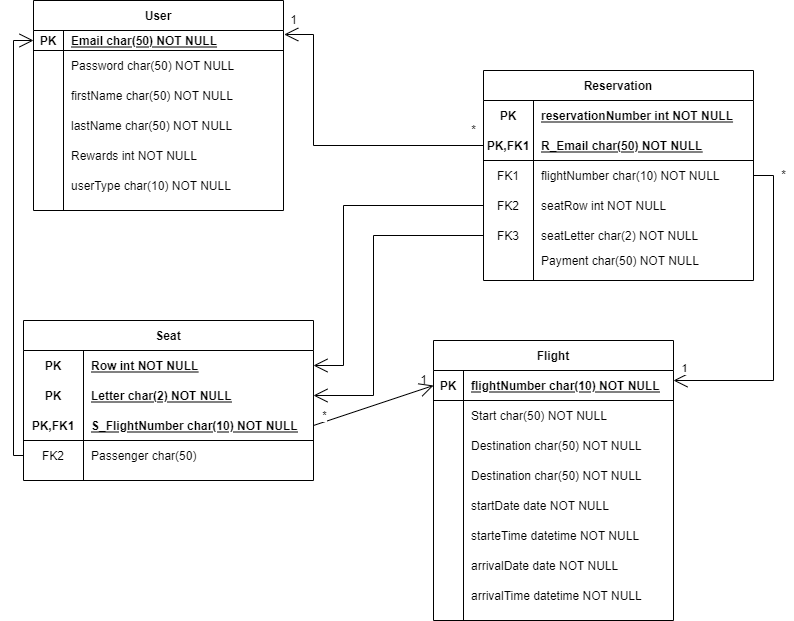 User
PK Email char(50) NOT NULL
Password char(50) NOT NULL
firstName char(50) NOT NULL
lastName char(50) NOT NULL
Rewards int NOT NULL
userType char(10) NOT NULL
1
*
Reservation
PK reservationNumber int NOT NULL
PK,FK1 R_Email char(50) NOT NULL
FK1 flightNumber char(10) NOT NULL
FK2 seatRow int NOT NULL
FK3 seatLetter char(2) NOT NULL
Payment char(50) NOT NULL
*
Seat
PK Row int NOT NULL
PK Letter char(2) NOT NULL
PK,FK1 S_FlightNumber char(10) NOT NULL
FK2 Passenger char(50)
*
1
Flight
PK flightNumber char(10) NOT NULL
Start char(50) NOT NULL
Destination char(50) NOT NULL
Destination char(50) NOT NULL
startDate date NOT NULL
starteTime datetime NOT NULL
arrivalDate date NOT NULL
arrivalTime datetime NOT NULL
1